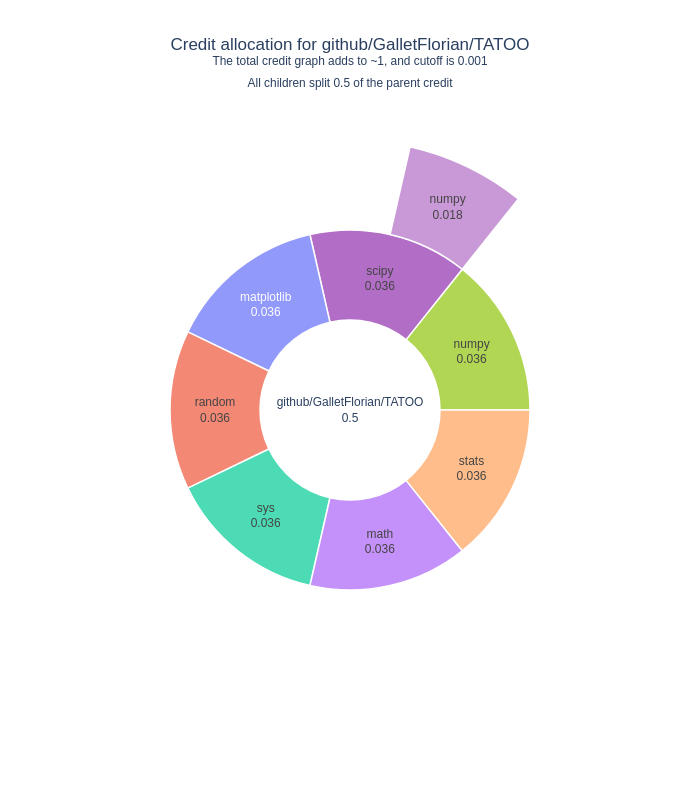 Credit allocation for github/GalletFlorian/TATOO
The total credit graph adds to ~1, and cutoff is 0.001
All children split 0.5 of the parent credit
numpy
0.018
scipy
0.036
matplotlib
0.036
numpy
0.036
random
0.036
github/GalletFlorian/TATOO
0.5
stats
0.036
sys
0.036
math
0.036